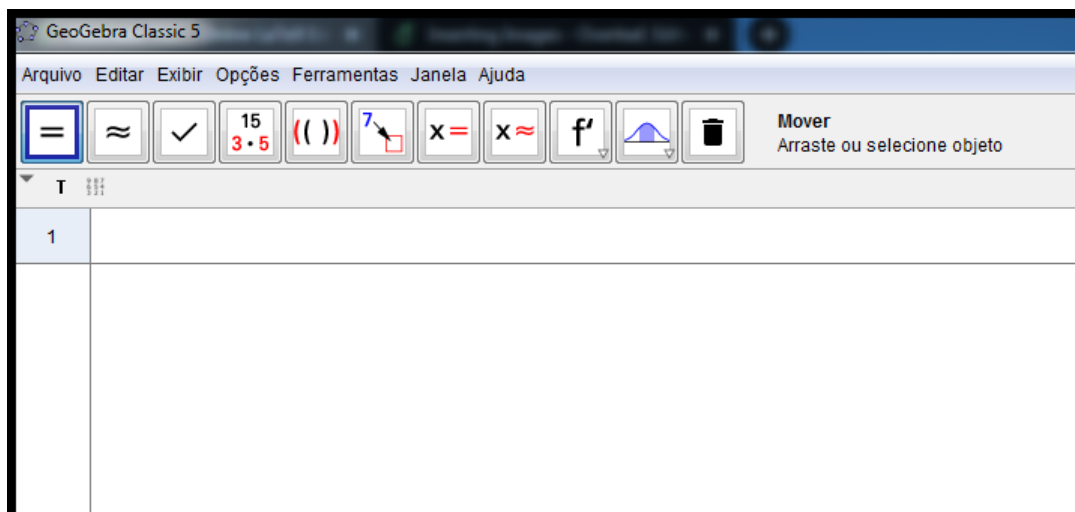 GeoGebra Classic 5
Arquivo Editar Exibir Opções Ferramentas Janela Ajuda
= ≈ ✓ 15 3·5 (( )) 7 x= x≈ f′
Mover
Arraste ou selecione objeto
T
1